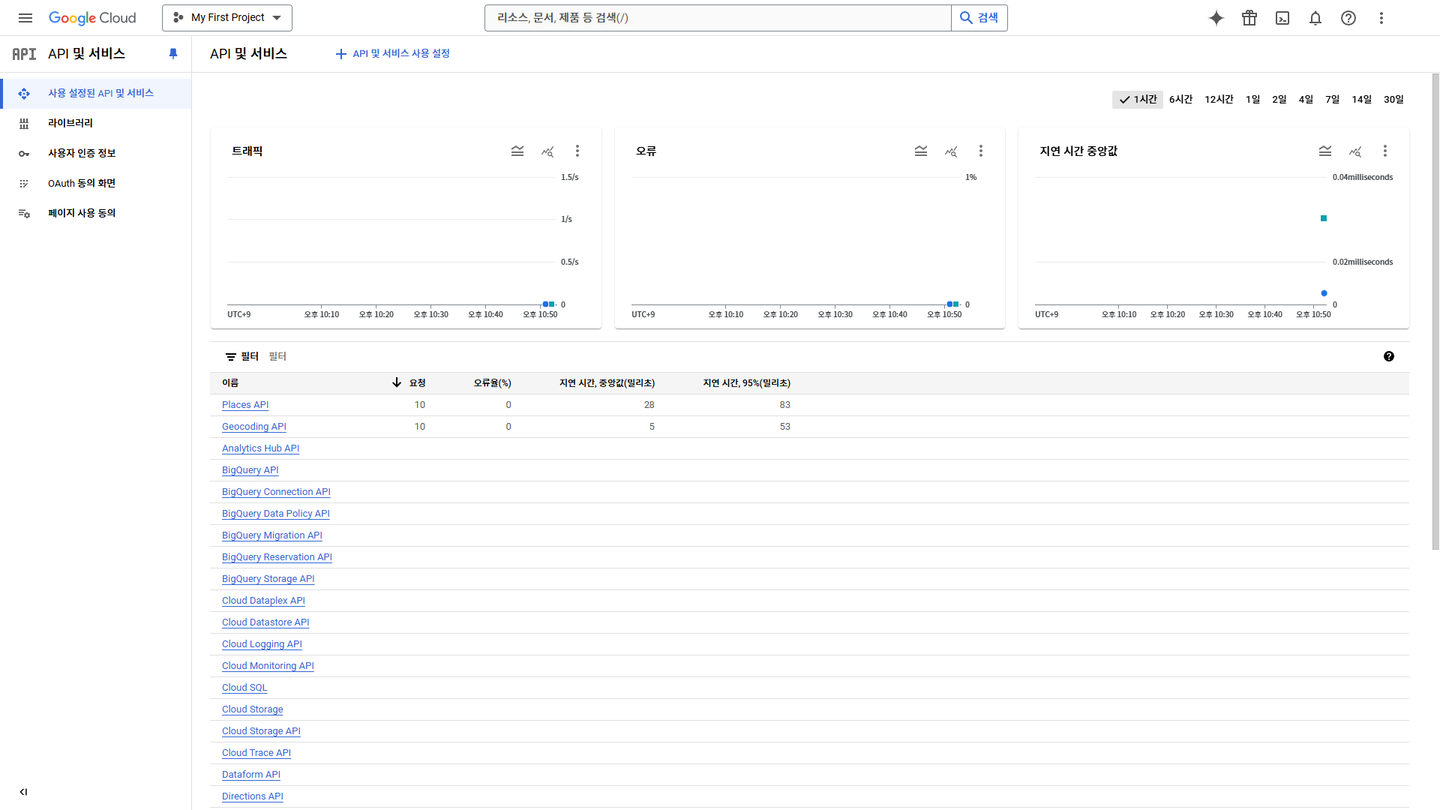 Google Cloud
My First Project
리소스, 문서, 제품 등 검색(/)
검색
API
API 및 서비스
사용 설정된 API 및 서비스
라이브러리
사용자 인증 정보
OAuth 동의 화면
페이지 사용 동의
API 및 서비스
API 및 서비스 사용 설정
1시간 6시간 12시간 1일 2일 4일 7일 14일 30일
트래픽
1.5/s
1/s
0.5/s
0
UTC+9 오후 10:10 오후 10:20 오후 10:30 오후 10:40 오후 10:50
오류
1%
0
UTC+9 오후 10:10 오후 10:20 오후 10:30 오후 10:40 오후 10:50
지연 시간 중앙값
0.04milliseconds
0.02milliseconds
0
UTC+9 오후 10:10 오후 10:20 오후 10:30 오후 10:40 오후 10:50
필터 필터
이름 요청 오류율(%) 지연 시간, 중앙값(밀리초) 지연 시간, 95%(밀리초)
Places API 10 0 28 83
Geocoding API 10 0 5 53
Analytics Hub API
BigQuery API
BigQuery Connection API
BigQuery Data Policy API
BigQuery Migration API
BigQuery Reservation API
BigQuery Storage API
Cloud Dataplex API
Cloud Datastore API
Cloud Logging API
Cloud Monitoring API
Cloud SQL
Cloud Storage
Cloud Storage API
Cloud Trace API
Dataform API
Directions API